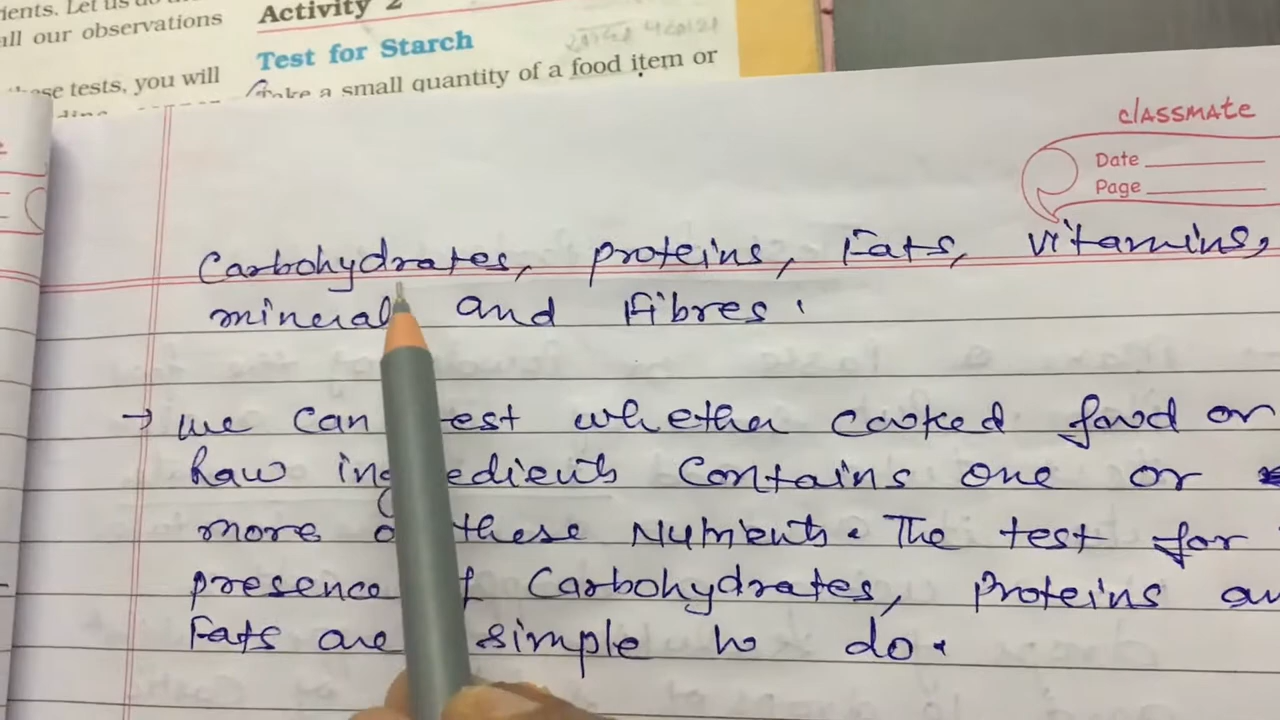 ients. Let us
all our observations
these tests, you will
Activity 2
Test for Starch
Take a small quantity of a food item or
classmate
Date
Page
Carbohydrates, proteins, Fats, vitamins,
mineral and Fibres.
→ we can test whether cooked food or
Raw ingredients contains one or
more of these Nutrients. The test for
presence of Carbohydrates, Proteins an
Fats are simple to do.